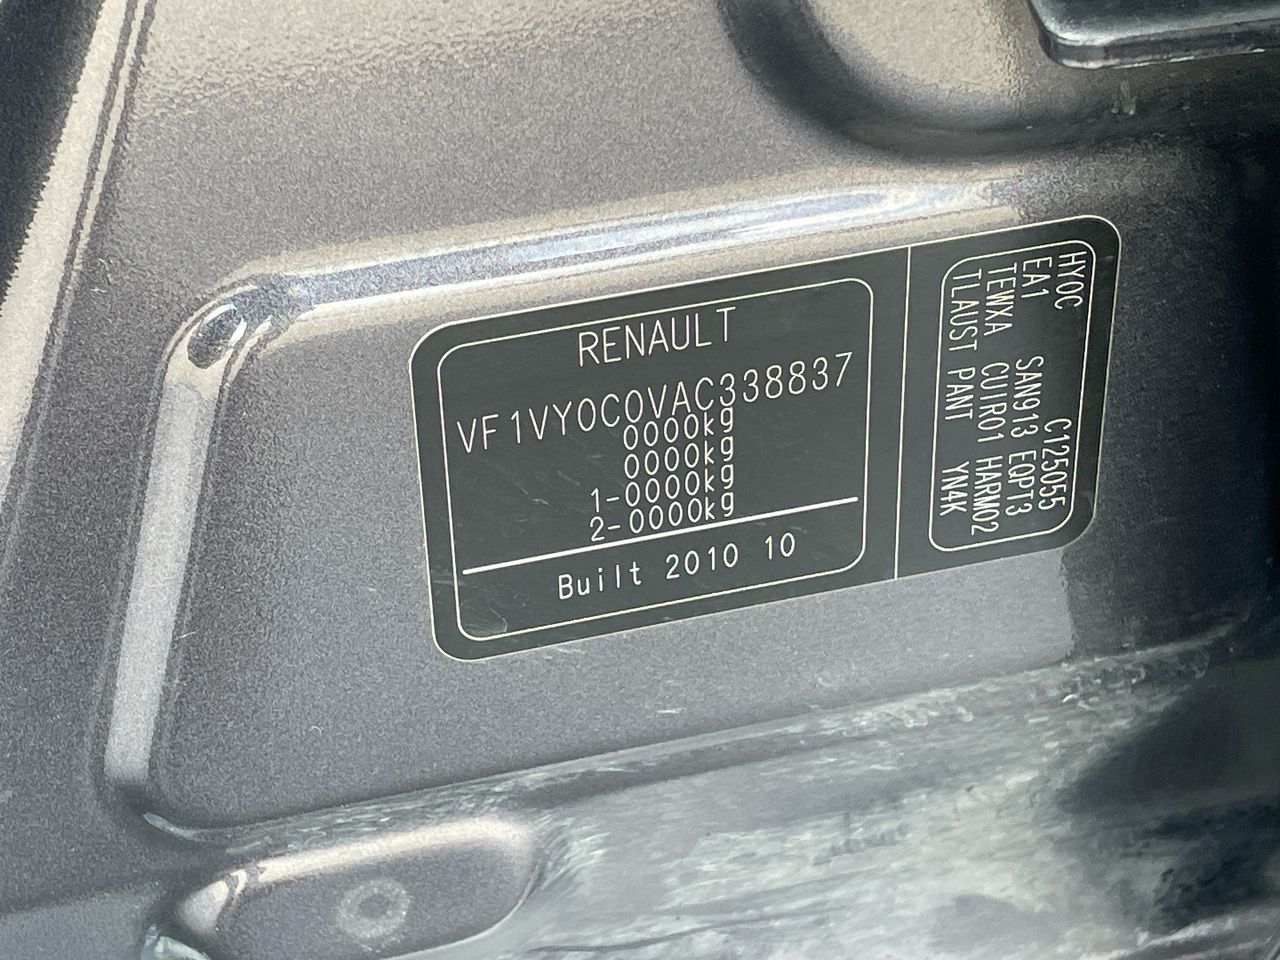 RENAULT
VF1VY0C0VAC338837
0000kg
0000kg
1-0000kg
2-0000kg
Built 2010 10
HY0C C125055
EA1 SAN913 EQPT3
TEWXA CUIR01 HARM02
TLAUST PANT YN4K